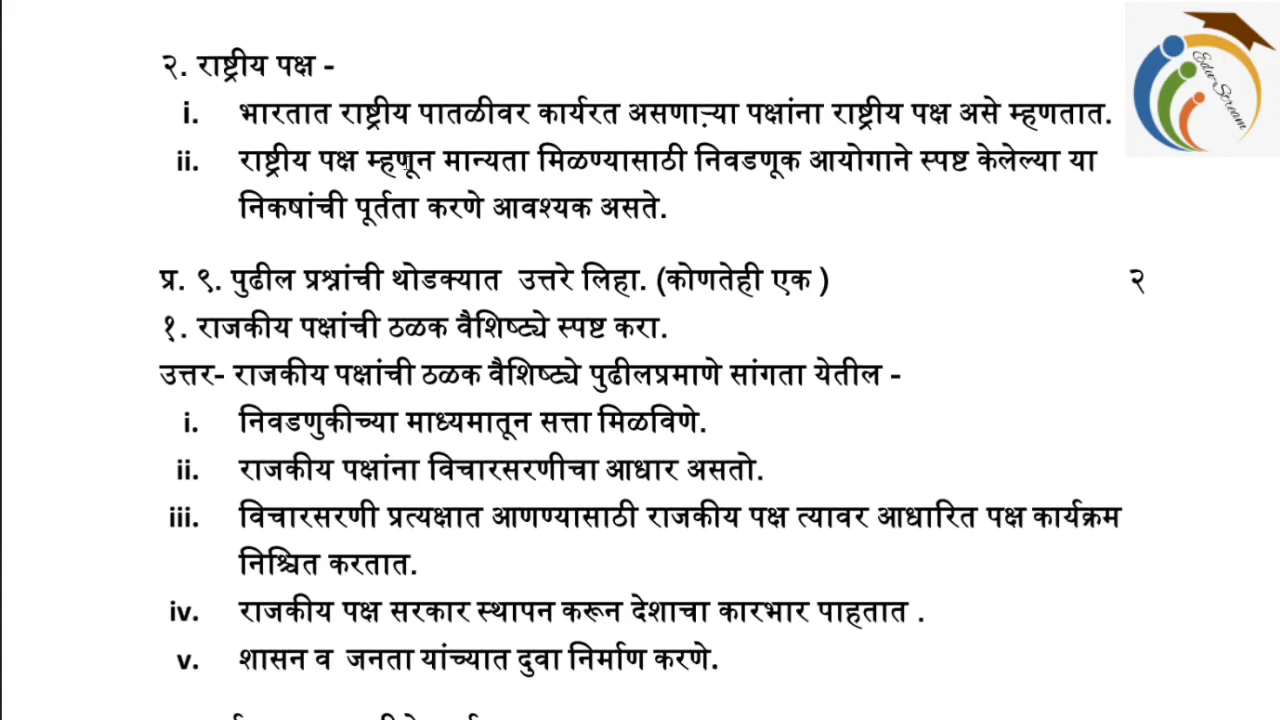 २. राष्ट्रीय पक्ष -
i. भारतात राष्ट्रीय पातळीवर कार्यरत असणाऱ्या पक्षांना राष्ट्रीय पक्ष असे म्हणतात.
ii. राष्ट्रीय पक्ष म्हणून मान्यता मिळण्यासाठी निवडणूक आयोगाने स्पष्ट केलेल्या या
निकषांची पूर्तता करणे आवश्यक असते.
प्र. ९. पुढील प्रश्नांची थोडक्यात उत्तरे लिहा. (कोणतेही एक ) २
१. राजकीय पक्षांची ठळक वैशिष्ट्ये स्पष्ट करा.
उत्तर- राजकीय पक्षांची ठळक वैशिष्ट्ये पुढीलप्रमाणे सांगता येतील -
i. निवडणुकीच्या माध्यमातून सत्ता मिळविणे.
ii. राजकीय पक्षांना विचारसरणीचा आधार असतो.
iii. विचारसरणी प्रत्यक्षात आणण्यासाठी राजकीय पक्ष त्यावर आधारित पक्ष कार्यक्रम
निश्चित करतात.
iv. राजकीय पक्ष सरकार स्थापन करून देशाचा कारभार पाहतात .
v. शासन व जनता यांच्यात दुवा निर्माण करणे.